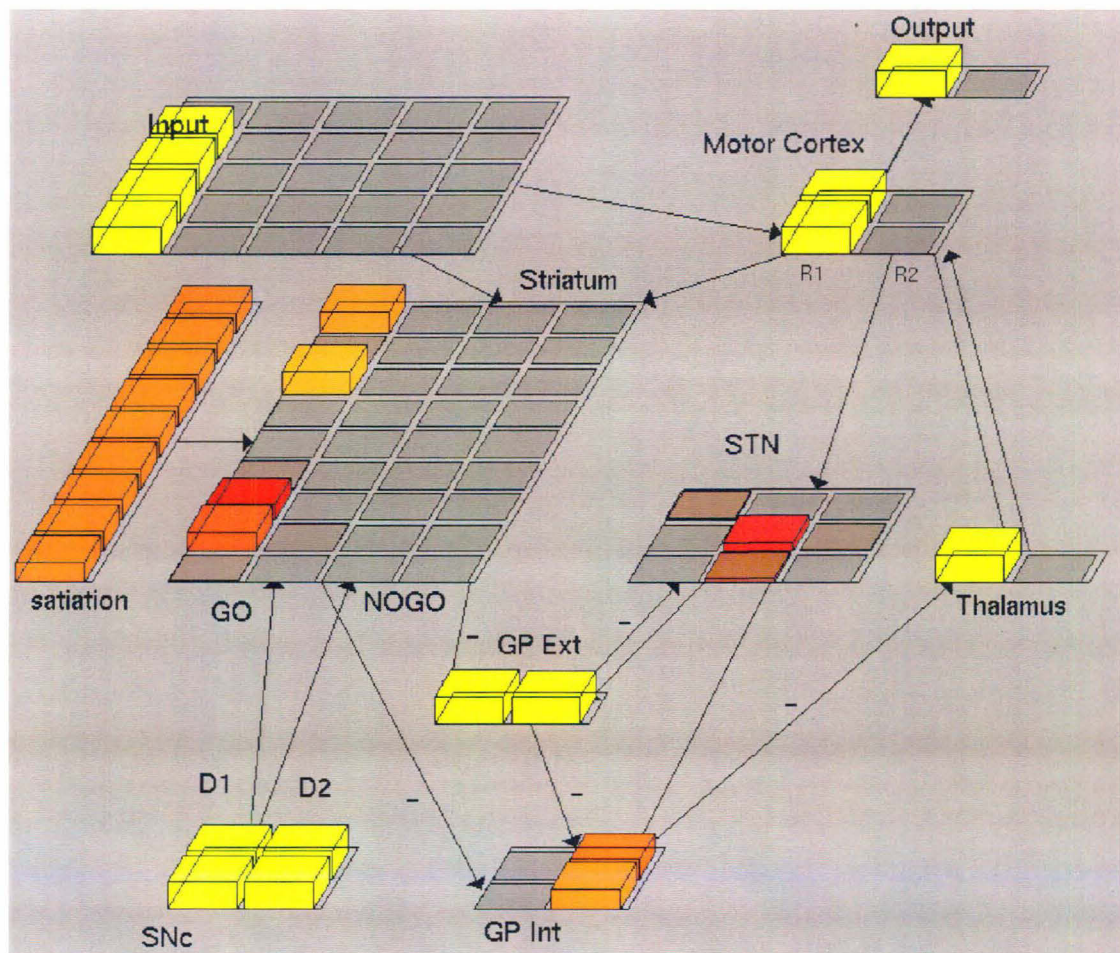 Output
Input
Motor Cortex
R1 R2
Striatum
STN
satiation
GO
NOGO
Thalamus
-
-
GP Ext
D1
D2
-
-
-
SNc
GP Int